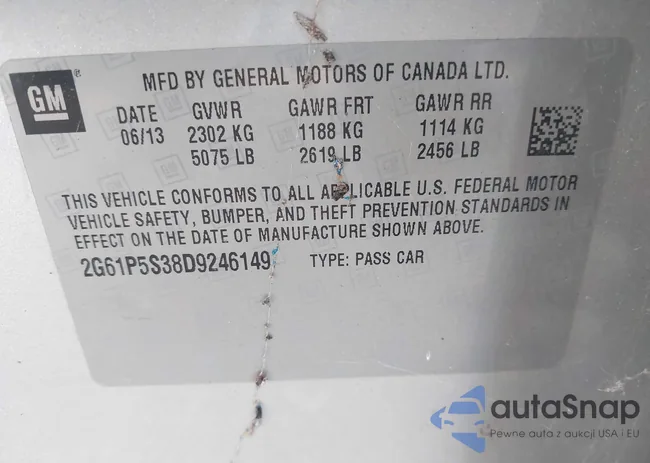 GM
MFD BY GENERAL MOTORS OF CANADA LTD.
DATE GVWR GAWR FRT GAWR RR
06/13 2302 KG 1188 KG 1114 KG
5075 LB 2619 LB 2456 LB
THIS VEHICLE CONFORMS TO ALL APPLICABLE U.S. FEDERAL MOTOR
VEHICLE SAFETY, BUMPER, AND THEFT PREVENTION STANDARDS IN
EFFECT ON THE DATE OF MANUFACTURE SHOWN ABOVE.
2G61P5S38D9246149 TYPE: PASS CAR
autoSnap
Pewne auta z aukcji USA i EU